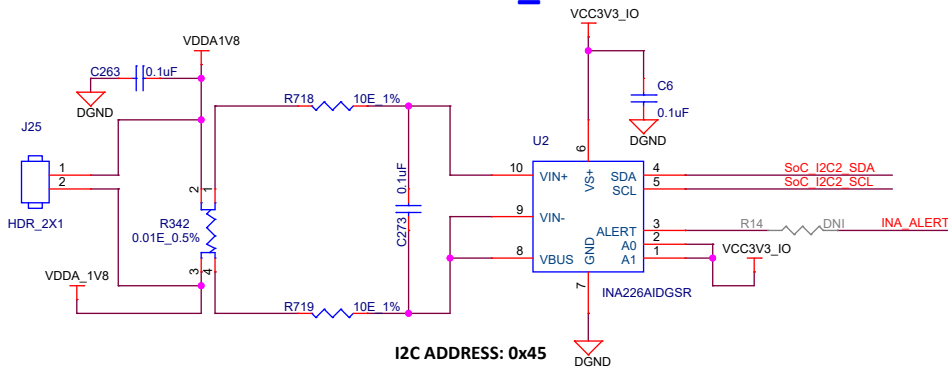 VCC3V3_IO
VDDA1V8
C263 0.1uF
DGND
C6
0.1uF
DGND
R718 10E_1%
J25
1
2
HDR_2X1
2 1
R342
0.01E_0.5%
3 4
0.1uF
C273
U2
6
10 VIN+ VS+ SDA 4 SoC_I2C2_SDA
SCL 5 SoC_I2C2_SCL
9 VIN-
ALERT 3 R14 DNI INA_ALERT
8 VBUS GND A0 2
A1 1 VCC3V3_IO
7
INA226AIDGSR
VDDA_1V8
R719 10E_1%
I2C ADDRESS: 0x45
DGND